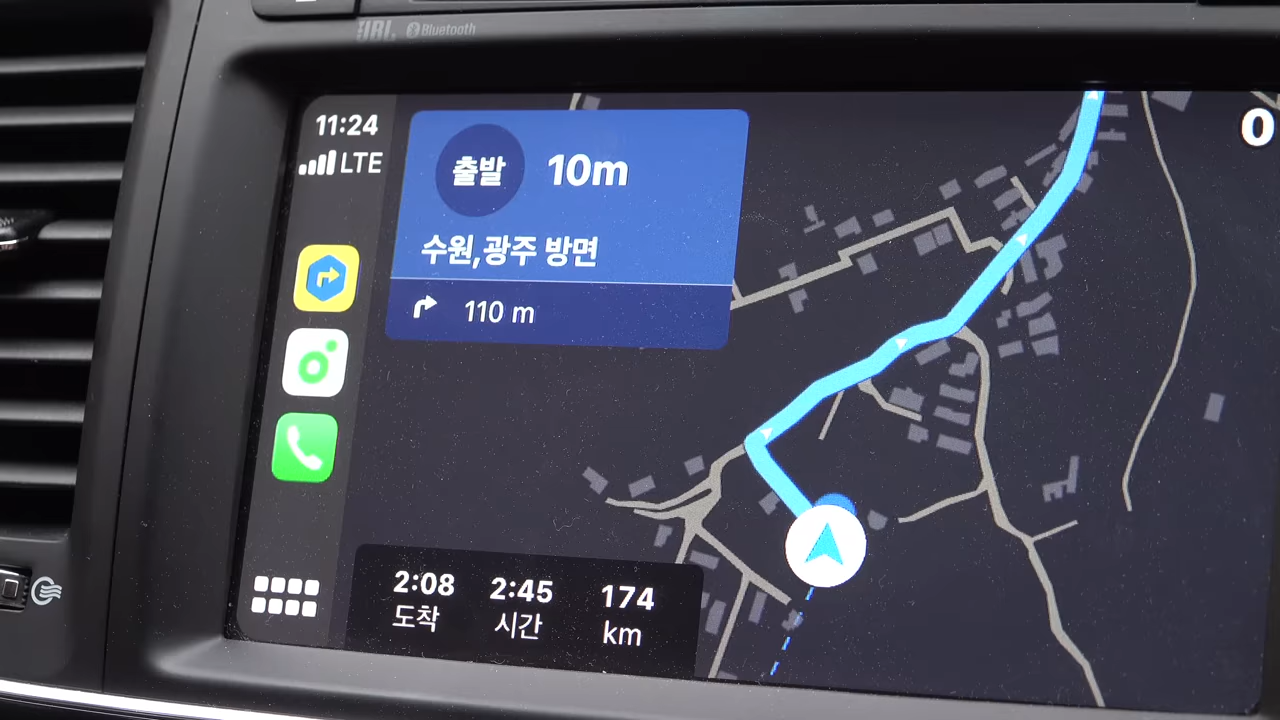 JBL Bluetooth
11:24
LTE
출발 10m
수원,광주 방면
110 m
0
2:08 2:45 174
도착 시간 km